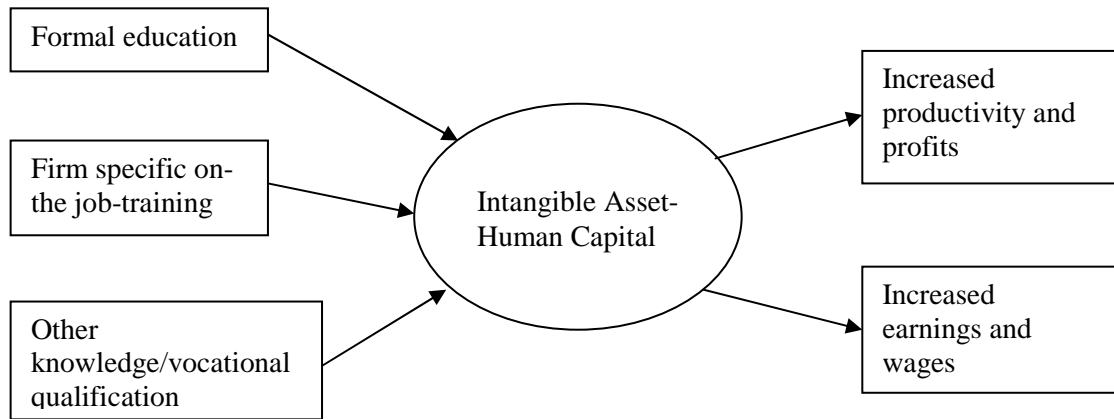 Formal education
Firm specific on-
the job-training
Other
knowledge/vocational
qualification
Intangible Asset-
Human Capital
Increased
productivity and
profits
Increased
earnings and
wages